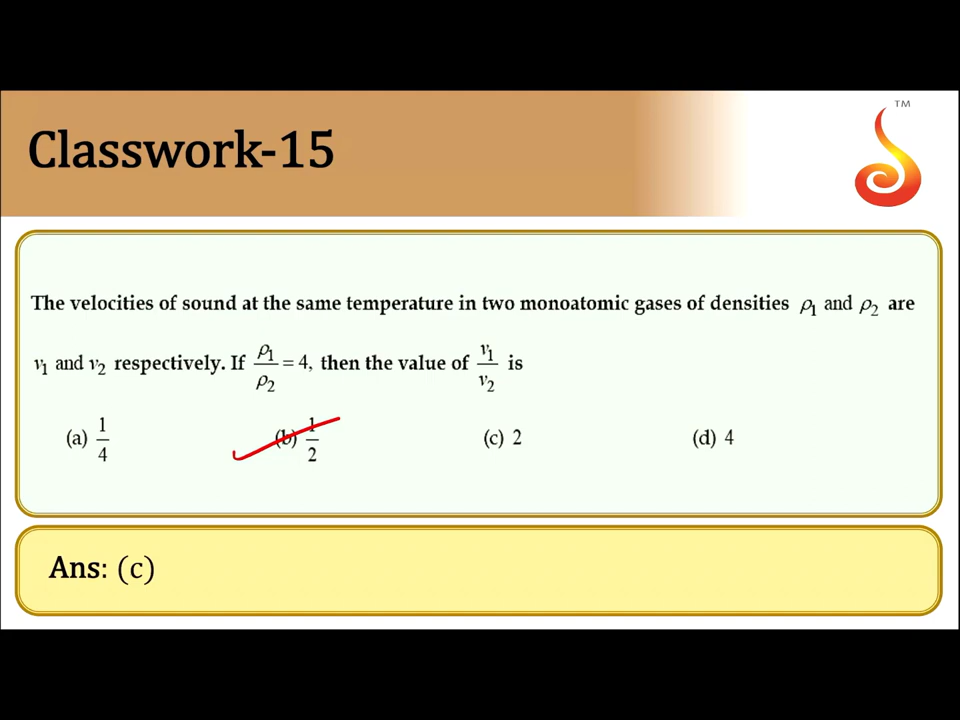 TM
Classwork-15
The velocities of sound at the same temperature in two monoatomic gases of densities ρ₁ and ρ₂ are
v₁ and v₂ respectively. If ρ₁/ρ₂ = 4, then the value of v₁/v₂ is
(a) 1/4 (b) 1/2 (c) 2 (d) 4
Ans: (c)